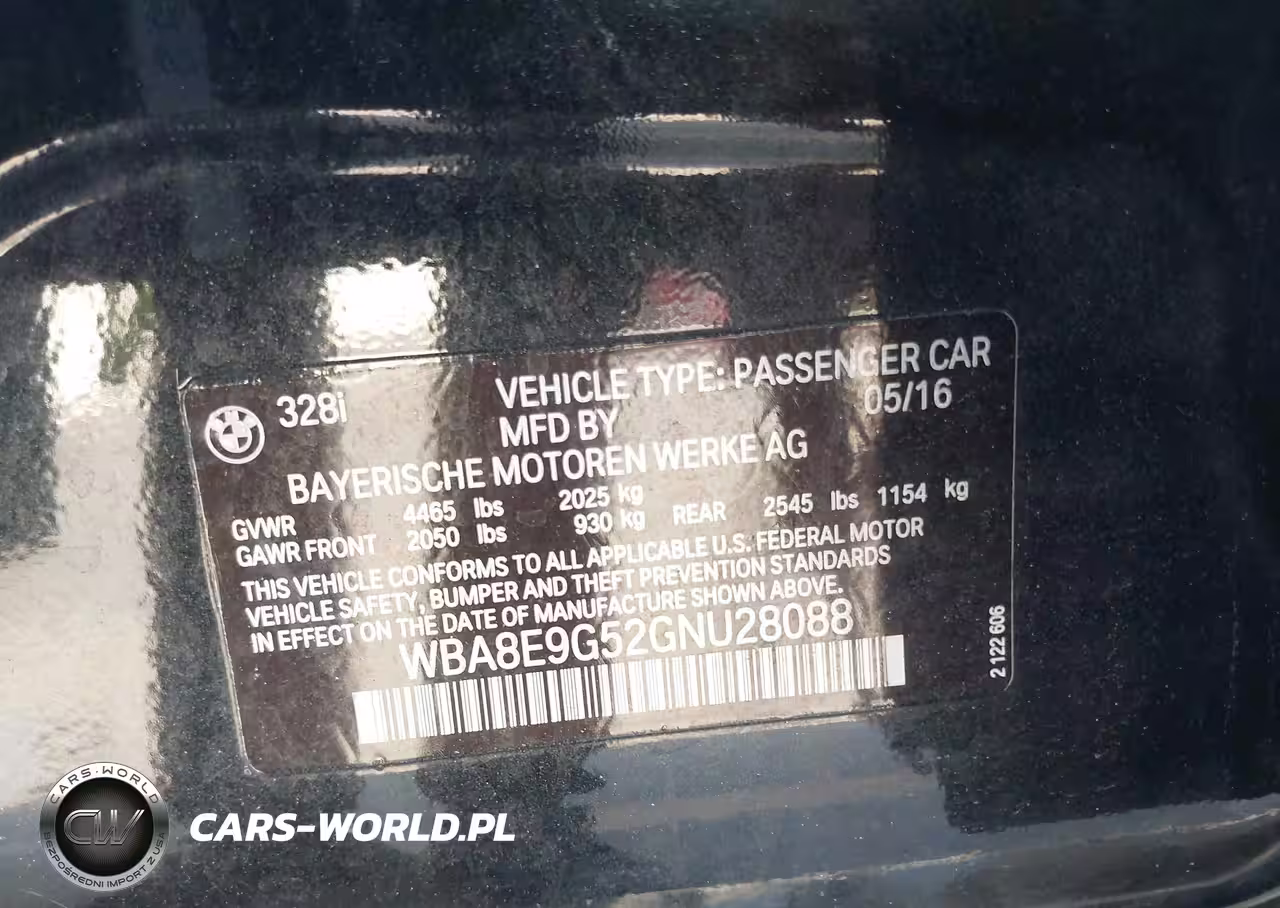 328i
VEHICLE TYPE: PASSENGER CAR
MFD BY 05/16
BAYERISCHE MOTOREN WERKE AG
GVWR 4465 lbs 2025 kg
GAWR FRONT 2050 lbs 930 kg REAR 2545 lbs 1154 kg
THIS VEHICLE CONFORMS TO ALL APPLICABLE U.S. FEDERAL MOTOR
VEHICLE SAFETY, BUMPER AND THEFT PREVENTION STANDARDS
IN EFFECT ON THE DATE OF MANUFACTURE SHOWN ABOVE.
WBA8E9G52GNU28088
2 122 606
CARS-WORLD
CW
BEZPOŚREDNI IMPORT Z USA
CARS-WORLD.PL